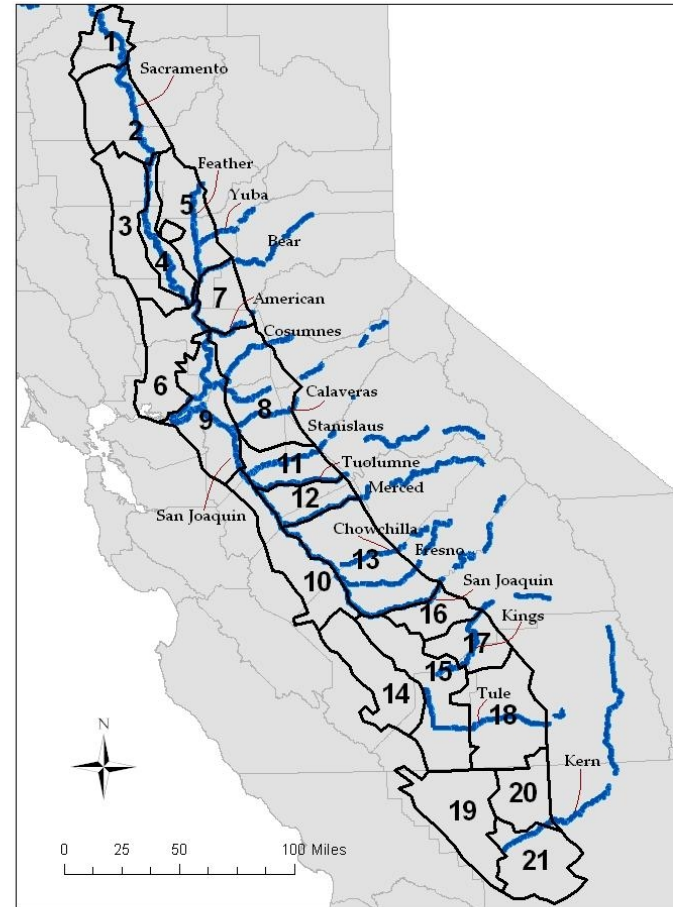 1
Sacramento
2
Feather
5
Yuba
3
Bear
4
7
American
Cosumnes
6
8
Calaveras
9
Stanislaus
11
Tuolumne
12
Merced
San Joaquin
Chowchilla
13
Fresno
10
San Joaquin
16
Kings
17
15
14
Tule
18
N
Kern
20
19
21
0 25 50 100 Miles